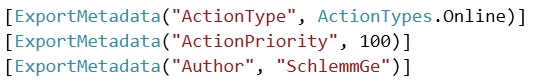 [ExportMetadata("ActionType", ActionTypes.Online)]
[ExportMetadata("ActionPriority", 100)]
[ExportMetadata("Author", "SchlemmGe")]